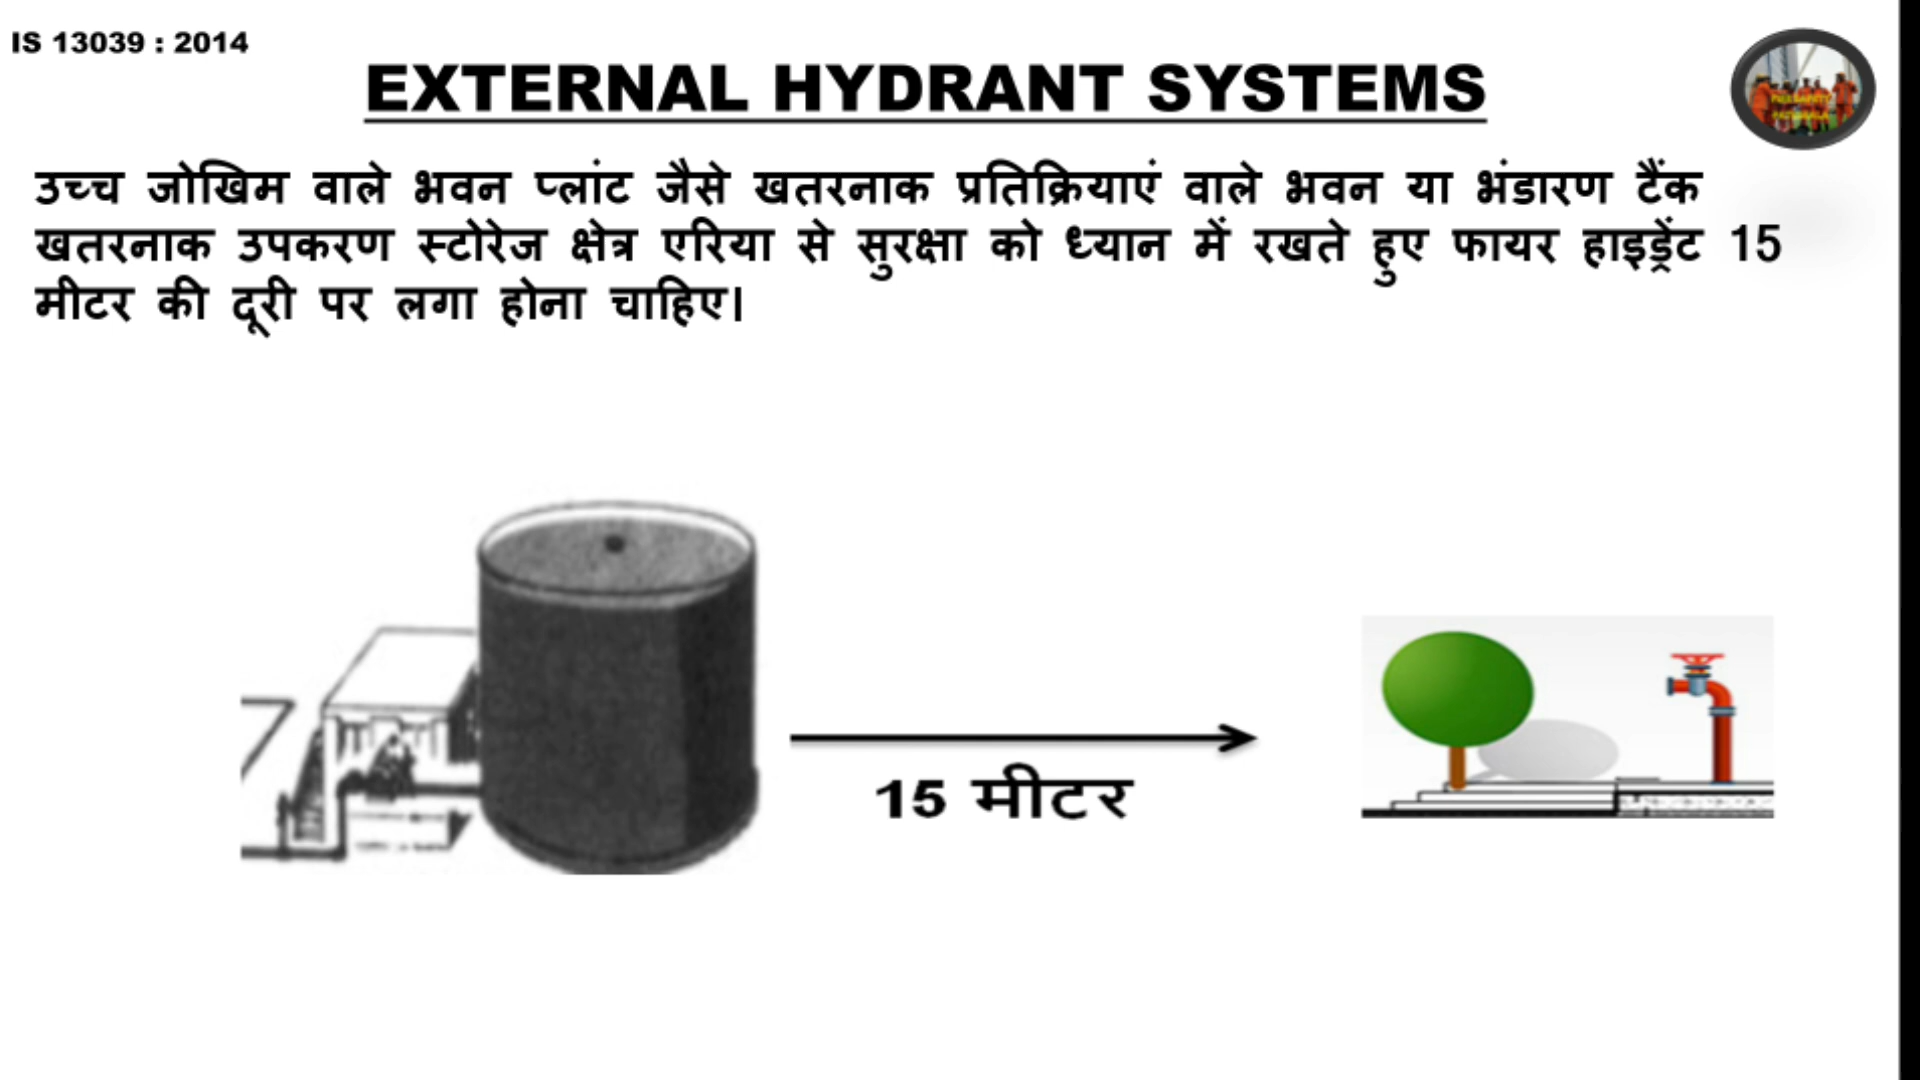 IS 13039 : 2014
EXTERNAL HYDRANT SYSTEMS
उच्च जोखिम वाले भवन प्लांट जैसे खतरनाक प्रतिक्रियाएं वाले भवन या भंडारण टैंक
खतरनाक उपकरण स्टोरेज क्षेत्र एरिया से सुरक्षा को ध्यान में रखते हुए फायर हाइड्रेंट 15
मीटर की दूरी पर लगा होना चाहिए।
15 मीटर